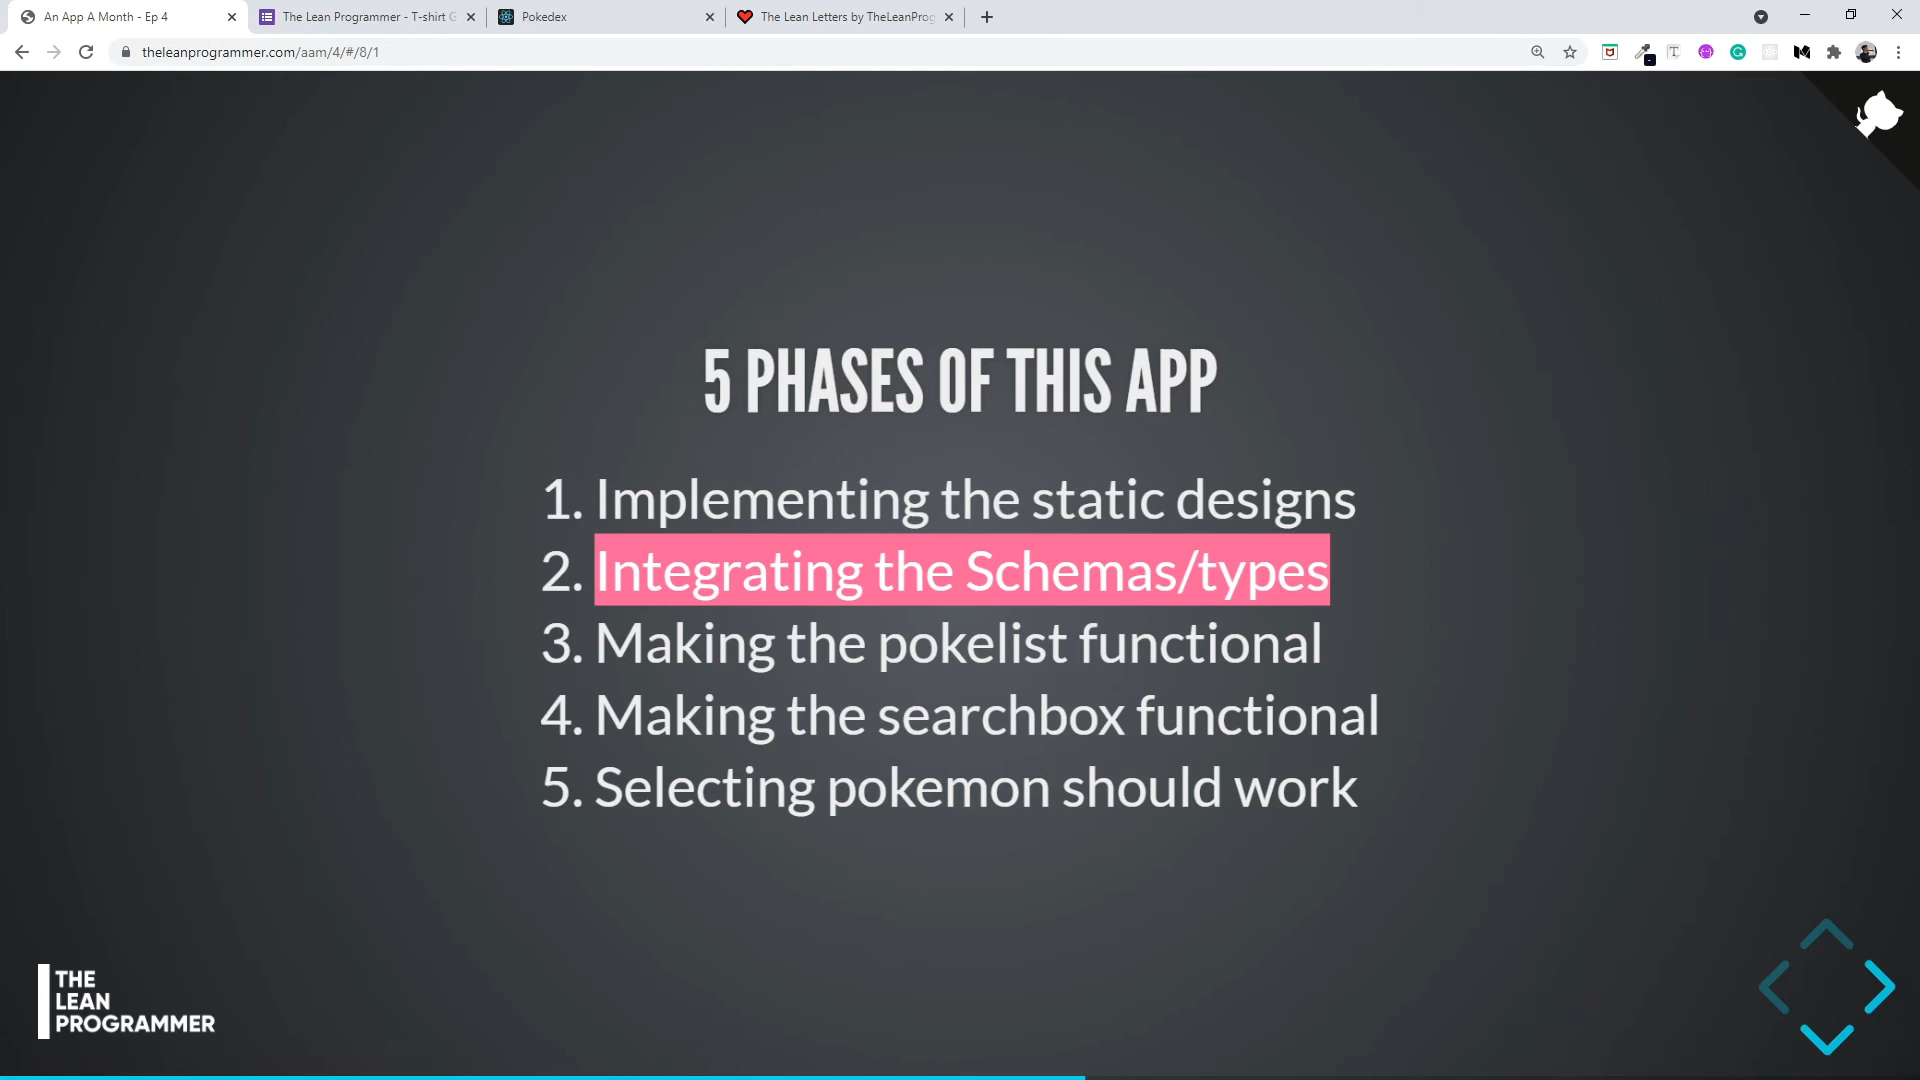 An App A Month - Ep 4
The Lean Programmer - T-shirt G
Pokedex
The Lean Letters by TheLeanProg
theleanprogrammer.com/aam/4/#/8/1
5 PHASES OF THIS APP
1. Implementing the static designs
2. Integrating the Schemas/types
3. Making the pokelist functional
4. Making the searchbox functional
5. Selecting pokemon should work
THE
LEAN
PROGRAMMER